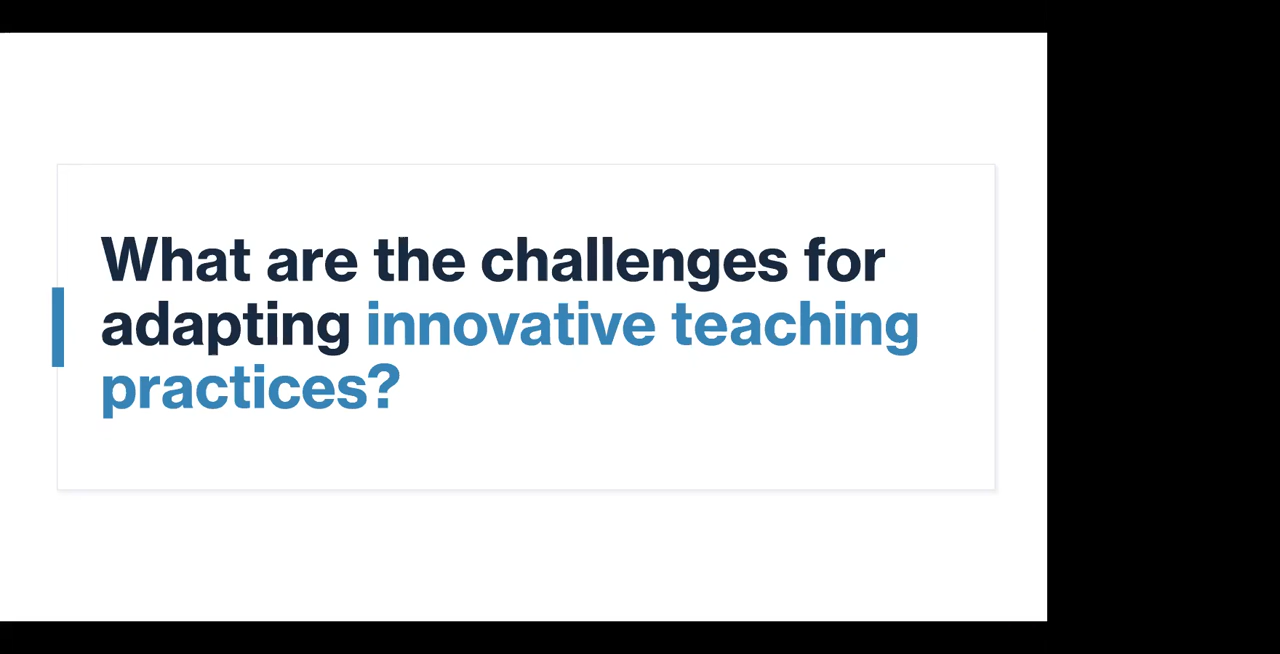 What are the challenges for
adapting innovative teaching
practices?